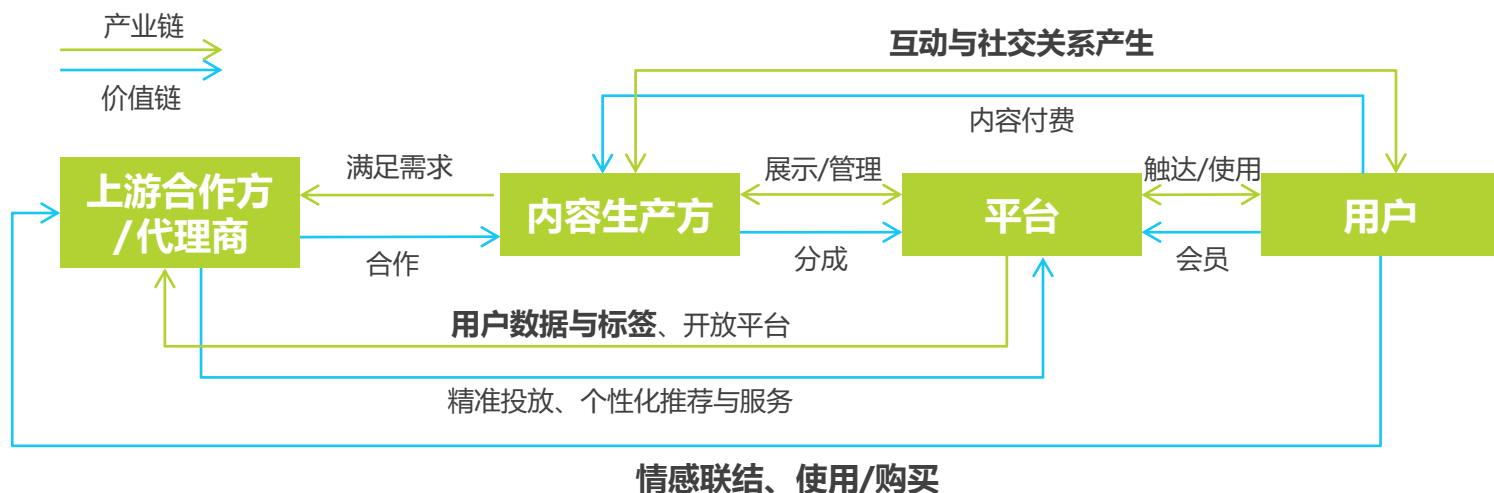 产业链
价值链
互动与社交关系产生
内容付费
上游合作方
/代理商
满足需求
合作
内容生产方
展示/管理
分成
平台
触达/使用
会员
用户
用户数据与标签、开放平台
精准投放、个性化推荐与服务
情感联结、使用/购买